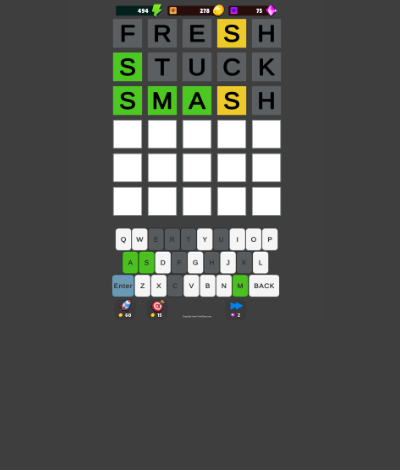 494 278 75
F R E S H
S T U C K
S M A S H
Q W E R T Y U I O P
A S D F G H J K L
Enter Z X C V B N M BACK
60 15 2